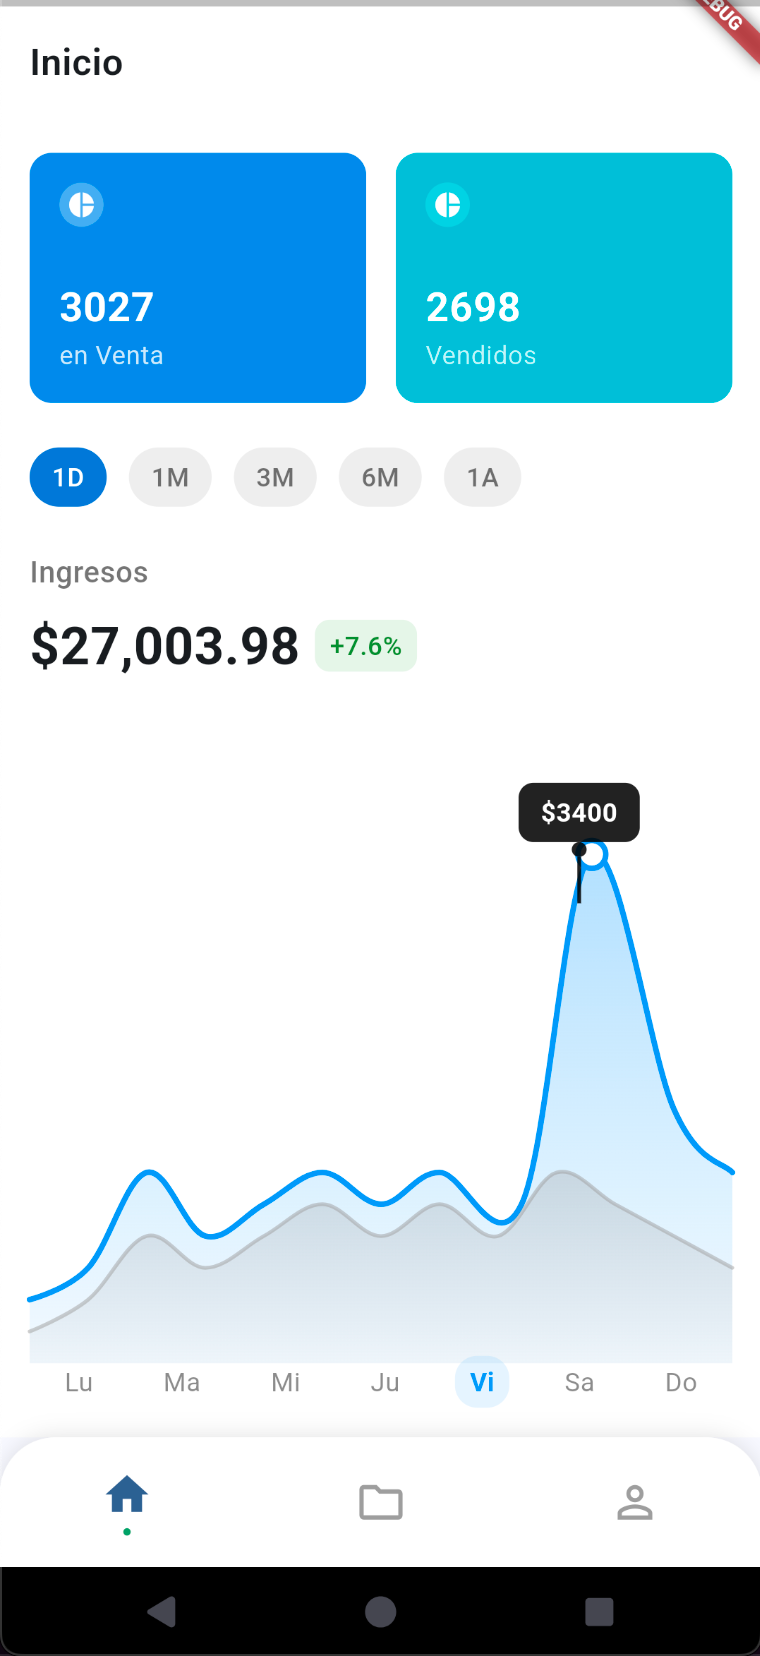 Inicio
3027
en Venta
2698
Vendidos
1D 1M 3M 6M 1A
Ingresos
$27,003.98 +7.6%
$3400
Lu Ma Mi Ju Vi Sa Do